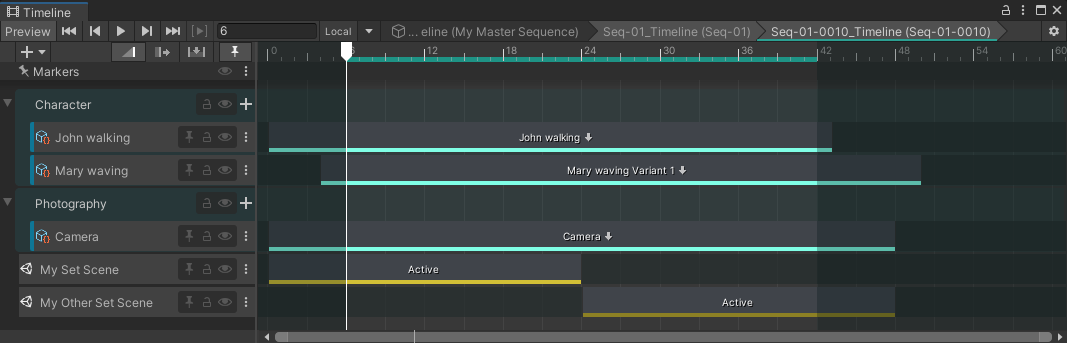 Timeline
Preview 6 Local ... eline (My Master Sequence) Seq-01_Timeline (Seq-01) Seq-01-0010_Timeline (Seq-01-0010)
0 6 12 18 24 30 36 42 48 54 60
Markers
Character
John walking John walking
Mary waving Mary waving Variant 1
Photography
Camera Camera
My Set Scene Active
My Other Set Scene Active